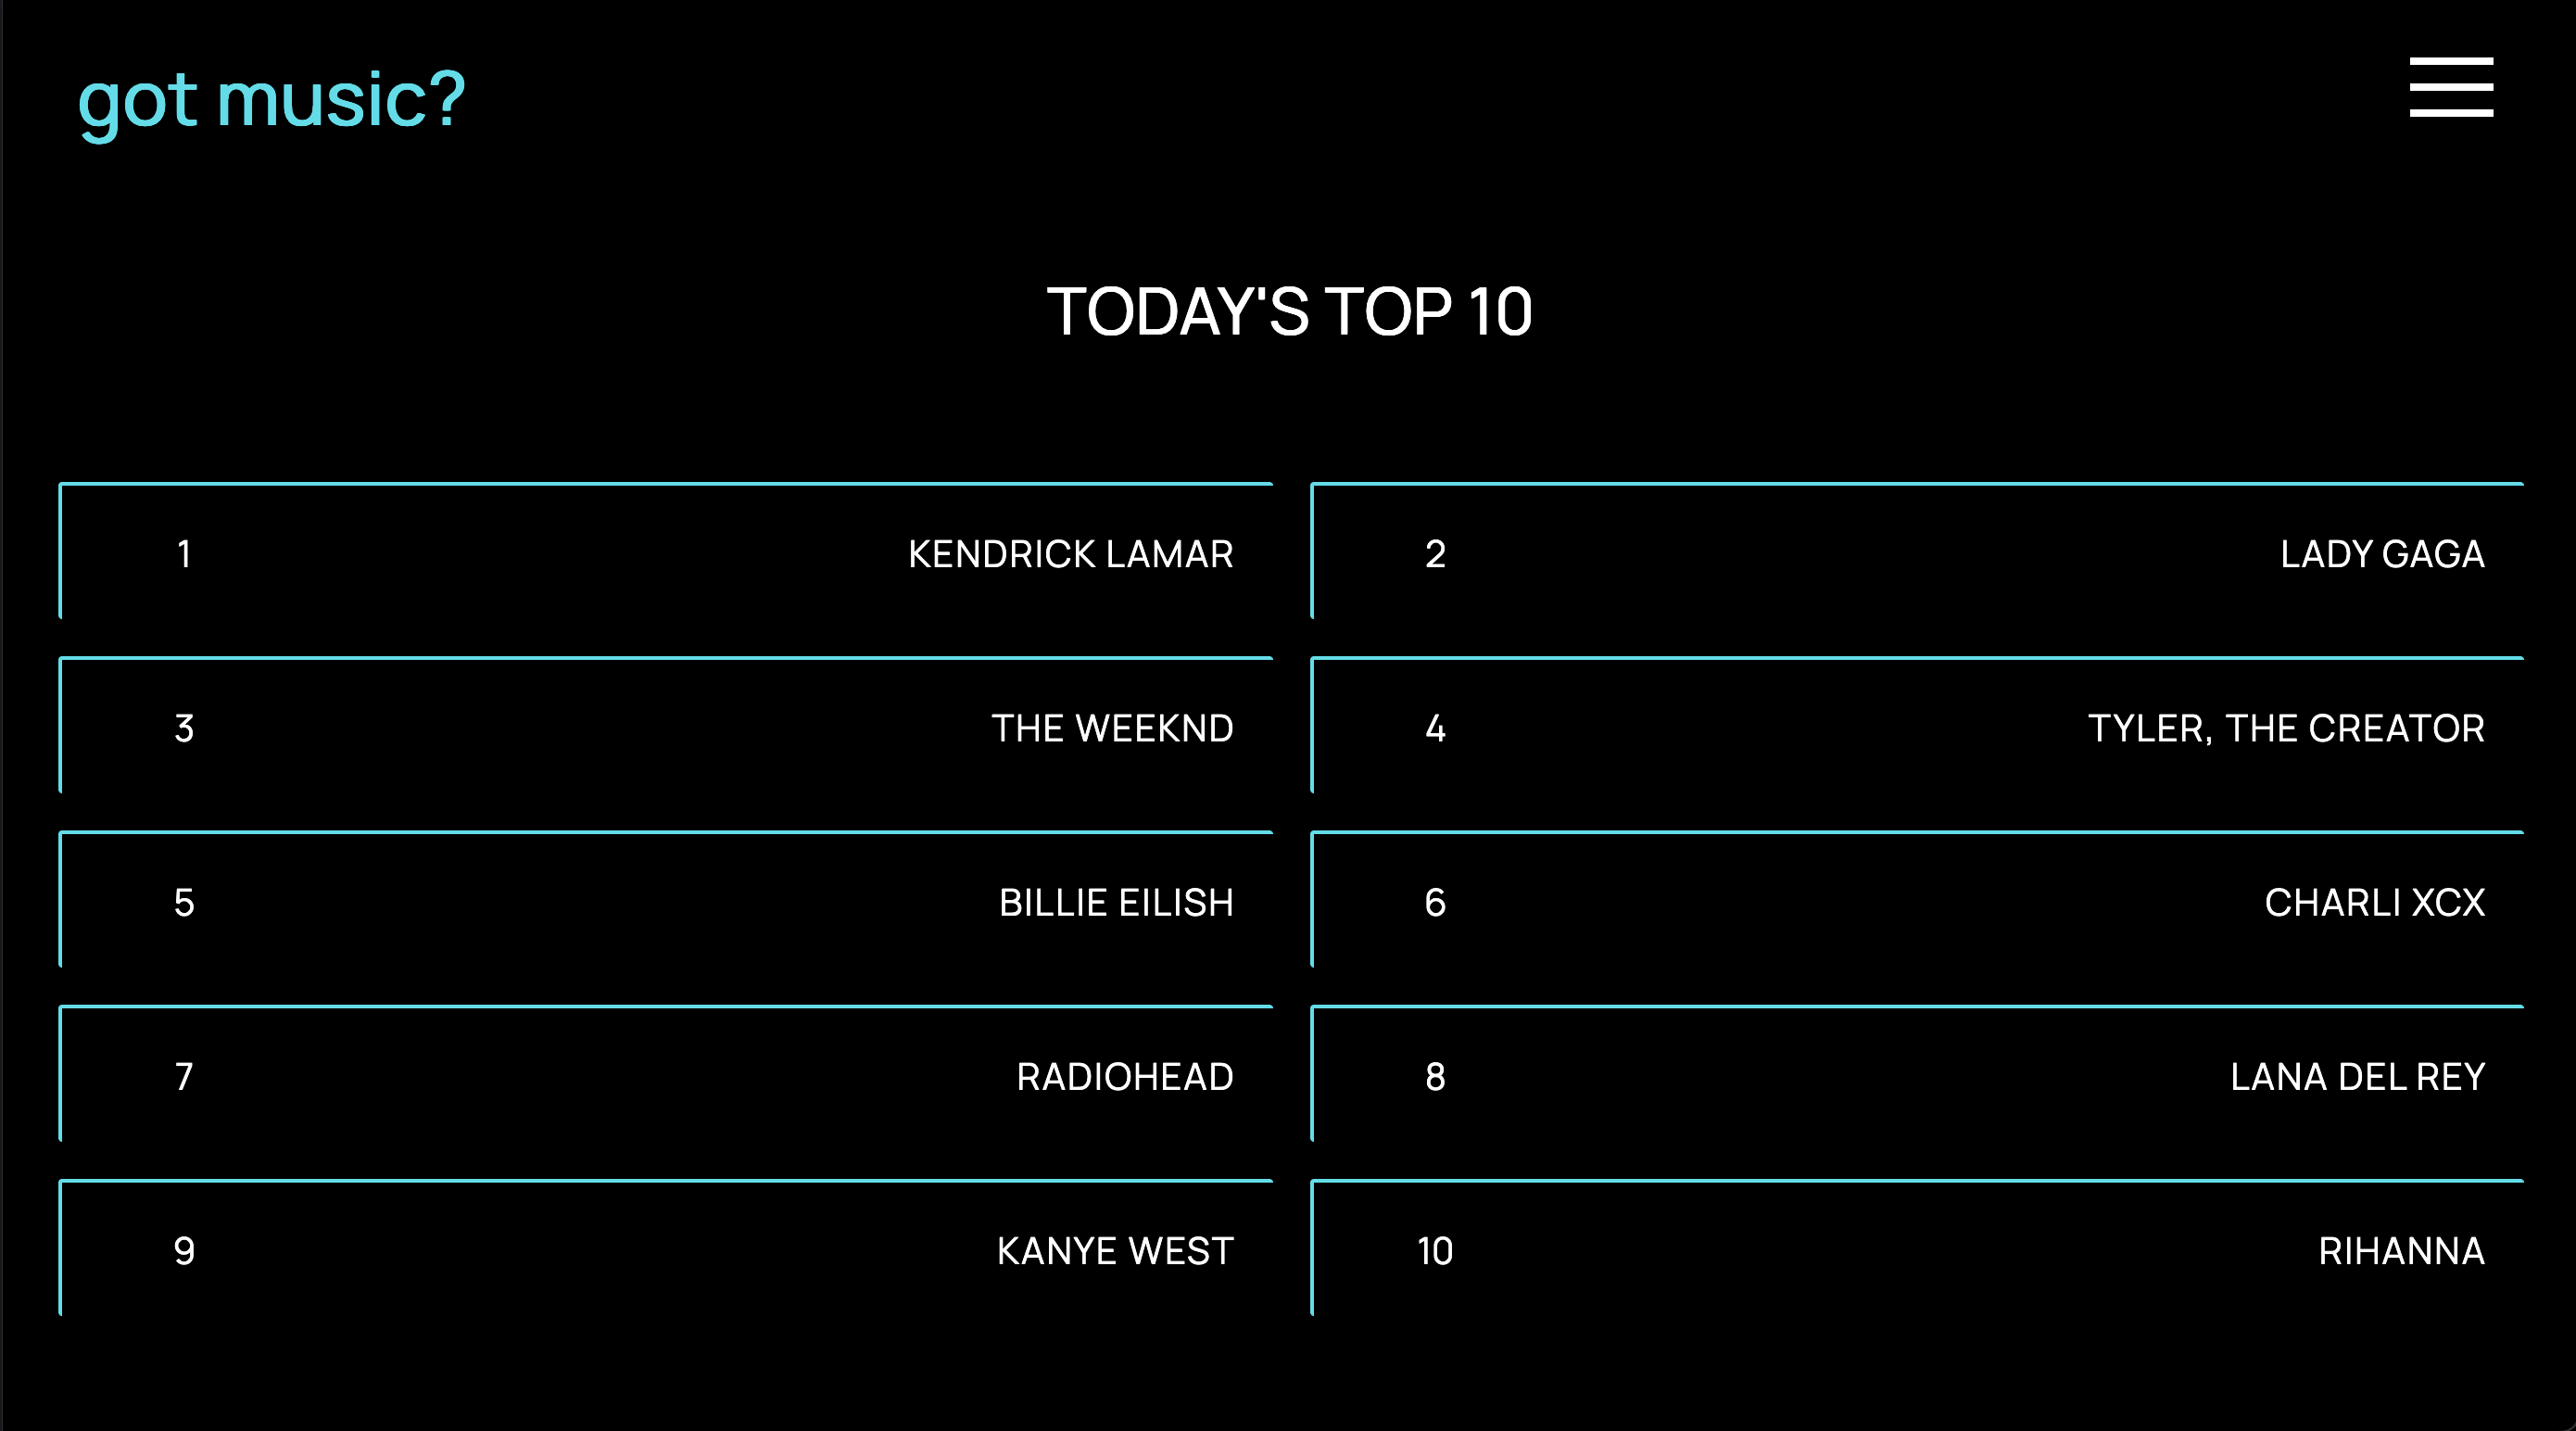 got music?
TODAY'S TOP 10
1 KENDRICK LAMAR
2 LADY GAGA
3 THE WEEKND
4 TYLER, THE CREATOR
5 BILLIE EILISH
6 CHARLI XCX
7 RADIOHEAD
8 LANA DEL REY
9 KANYE WEST
10 RIHANNA